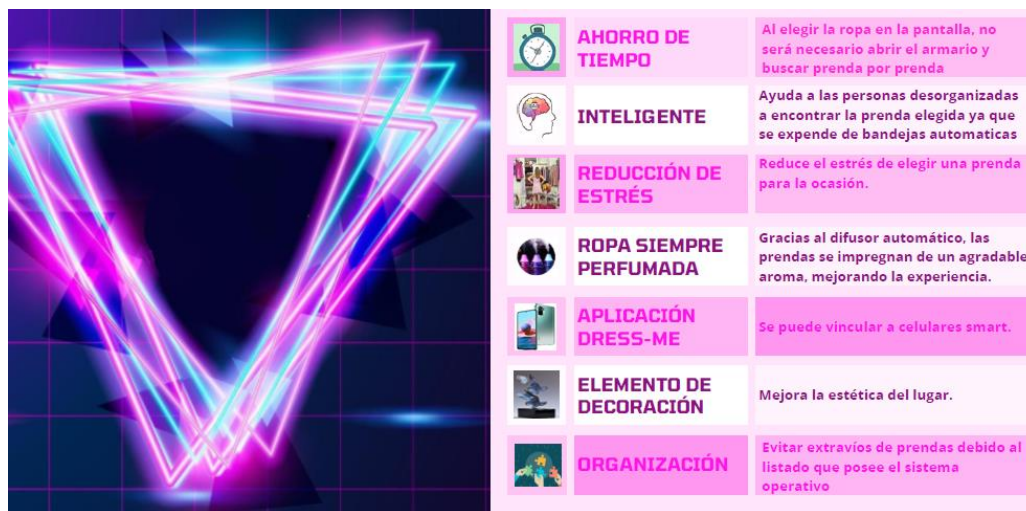 AHORRO DE
TIEMPO
Al elegir la ropa en la pantalla, no
será necesario abrir el armario y
buscar prenda por prenda
INTELIGENTE
Ayuda a las personas desorganizadas
a encontrar la prenda elegida ya que
se expende de bandejas automaticas
REDUCCIÓN DE
ESTRÉS
Reduce el estrés de elegir una prenda
para la ocasión.
ROPA SIEMPRE
PERFUMADA
Gracias al difusor automático, las
prendas se impregnan de un agradable
aroma, mejorando la experiencia.
APLICACIÓN
DRESS-ME
Se puede vincular a celulares smart.
ELEMENTO DE
DECORACIÓN
Mejora la estética del lugar.
ORGANIZACIÓN
Evitar extravíos de prendas debido al
listado que posee el sistema
operativo